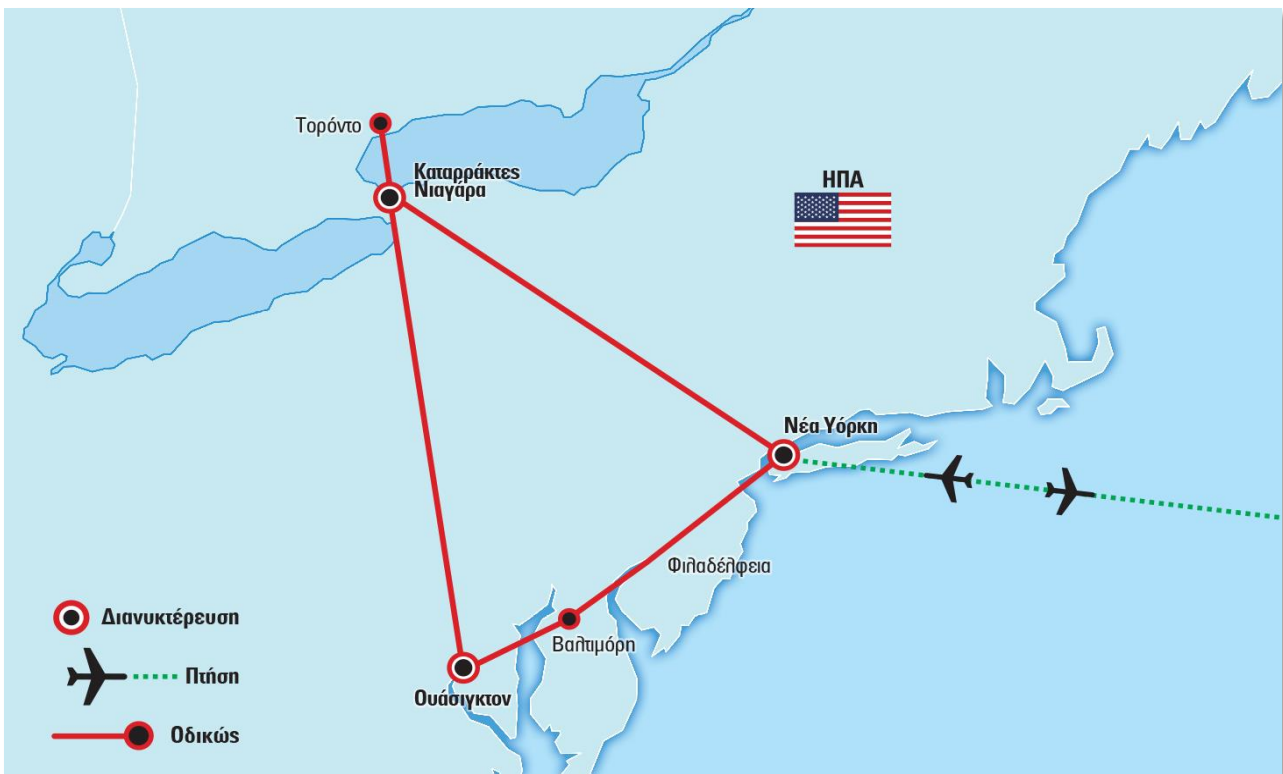 Τορόντο
Καταρράκτες
Νιαγάρα
ΗΠΑ
Νέα Υόρκη
Φιλαδέλφεια
Βαλτιμόρη
Ουάσιγκτον
Διανυκτέρευση
Πτήση
Οδικώς